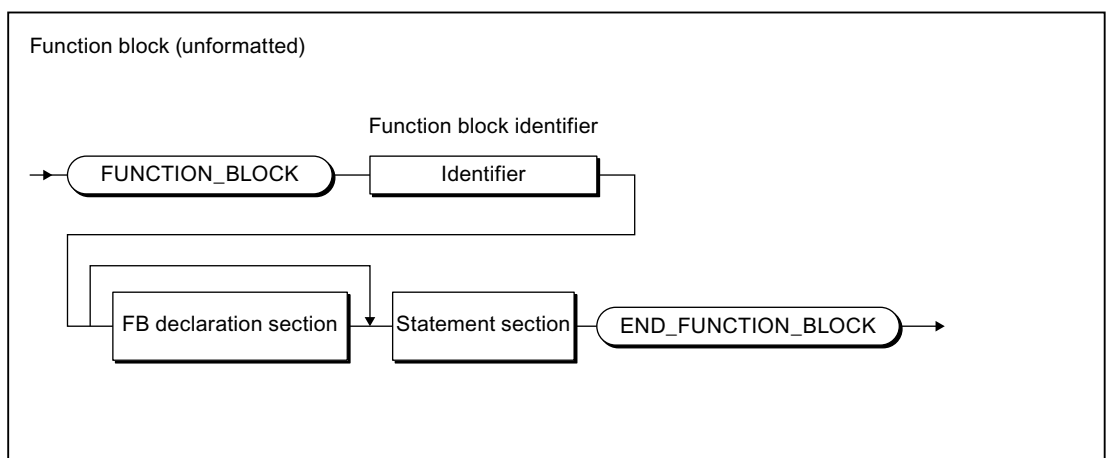 Function block (unformatted)
Function block identifier
FUNCTION_BLOCK
Identifier
FB declaration section
Statement section
END_FUNCTION_BLOCK